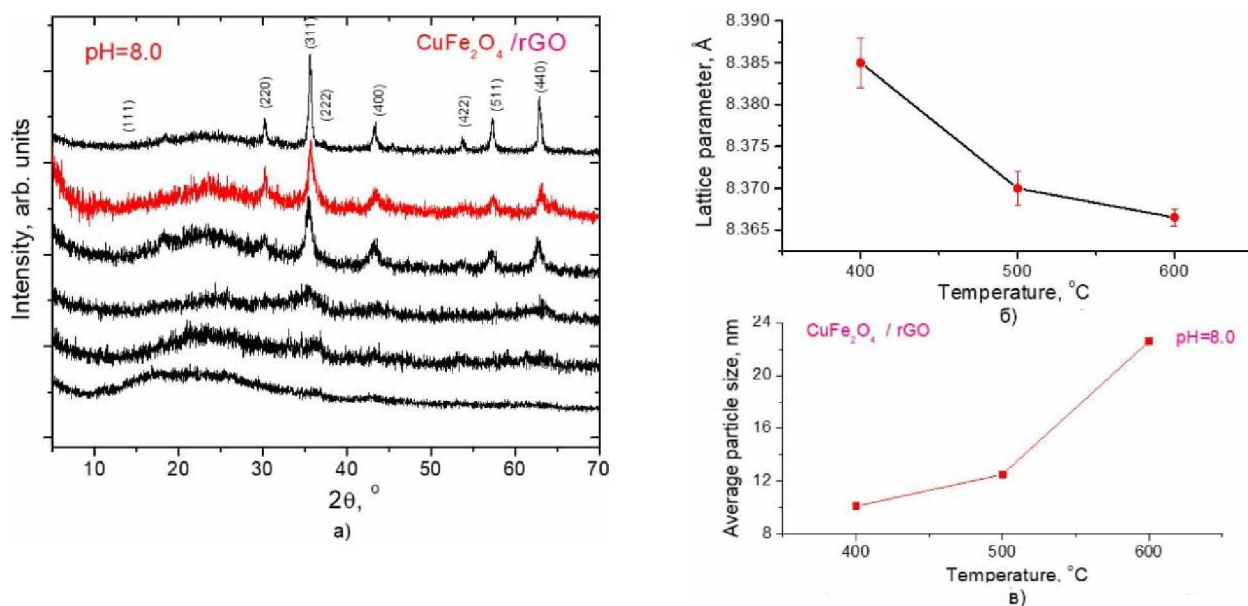 pH=8.0
CuFe₂O₄ /rGO
(111)
(220)
(311)
(222)
(400)
(422)
(511)
(440)
Intensity, arb. units
10 20 30 40 50 60 70
2θ, °
а)
8.390
8.385
8.380
8.375
8.370
8.365
Lattice parameter, Å
400 500 600
Temperature, °C
б)
24
20
16
12
8
Average particle size, nm
CuFe₂O₄ / rGO
pH=8.0
400 500 600
Temperature, °C
в)